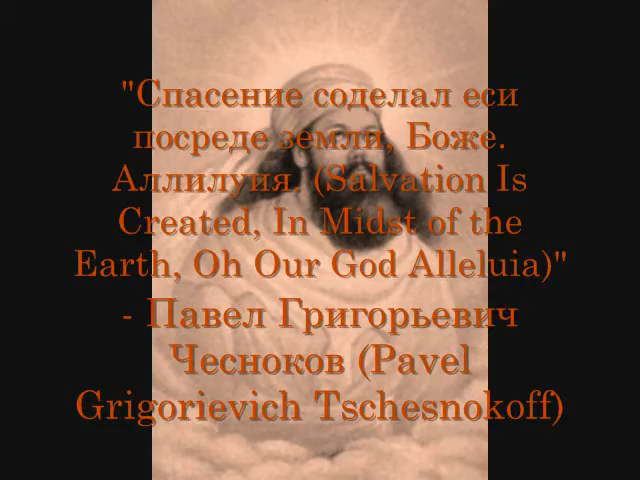 "Спасение соделал еси
посреде земли, Боже.
Аллилуия. (Salvation Is
Created, In Midst of the
Earth, Oh Our God Alleluia)"
- Павел Григорьевич
Чесноков (Pavel
Grigorievich Tschesnokoff)